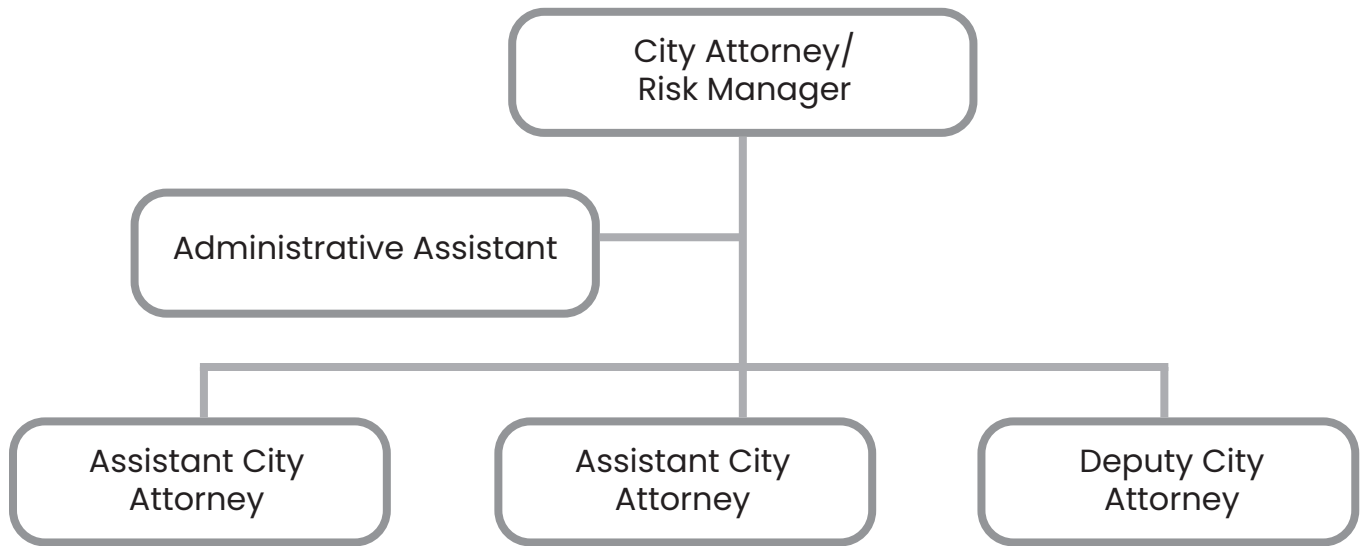 City Attorney/
Risk Manager
Administrative Assistant
Assistant City
Attorney
Assistant City
Attorney
Deputy City
Attorney